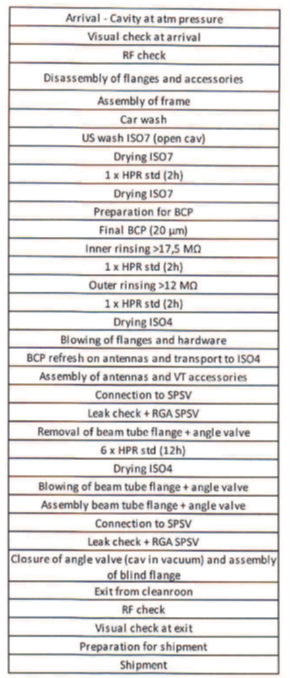 Arrival - Cavity at atm pressure
Visual check at arrival
RF check
Disassembly of flanges and accessories
Assembly of frame
Car wash
US wash ISO7 (open cav)
Drying ISO7
1 x HPR std (2h)
Drying ISO7
Preparation for BCP
Final BCP (20 µm)
Inner rinsing >17,5 MΩ
1 x HPR std (2h)
Outer rinsing >12 MΩ
1 x HPR std (2h)
Drying ISO4
Blowing of flanges and hardware
BCP refresh on antennas and transport to ISO4
Assembly of antennas and VT accessories
Connection to SPSV
Leak check + RGA SPSV
Removal of beam tube flange + angle valve
6 x HPR std (12h)
Drying ISO4
Blowing of beam tube flange + angle valve
Assembly beam tube flange + angle valve
Connection to SPSV
Leak check + RGA SPSV
Closure of angle valve (cav in vacuum) and assembly
of blind flange
Exit from cleanroon
RF check
Visual check at exit
Preparation for shipment
Shipment